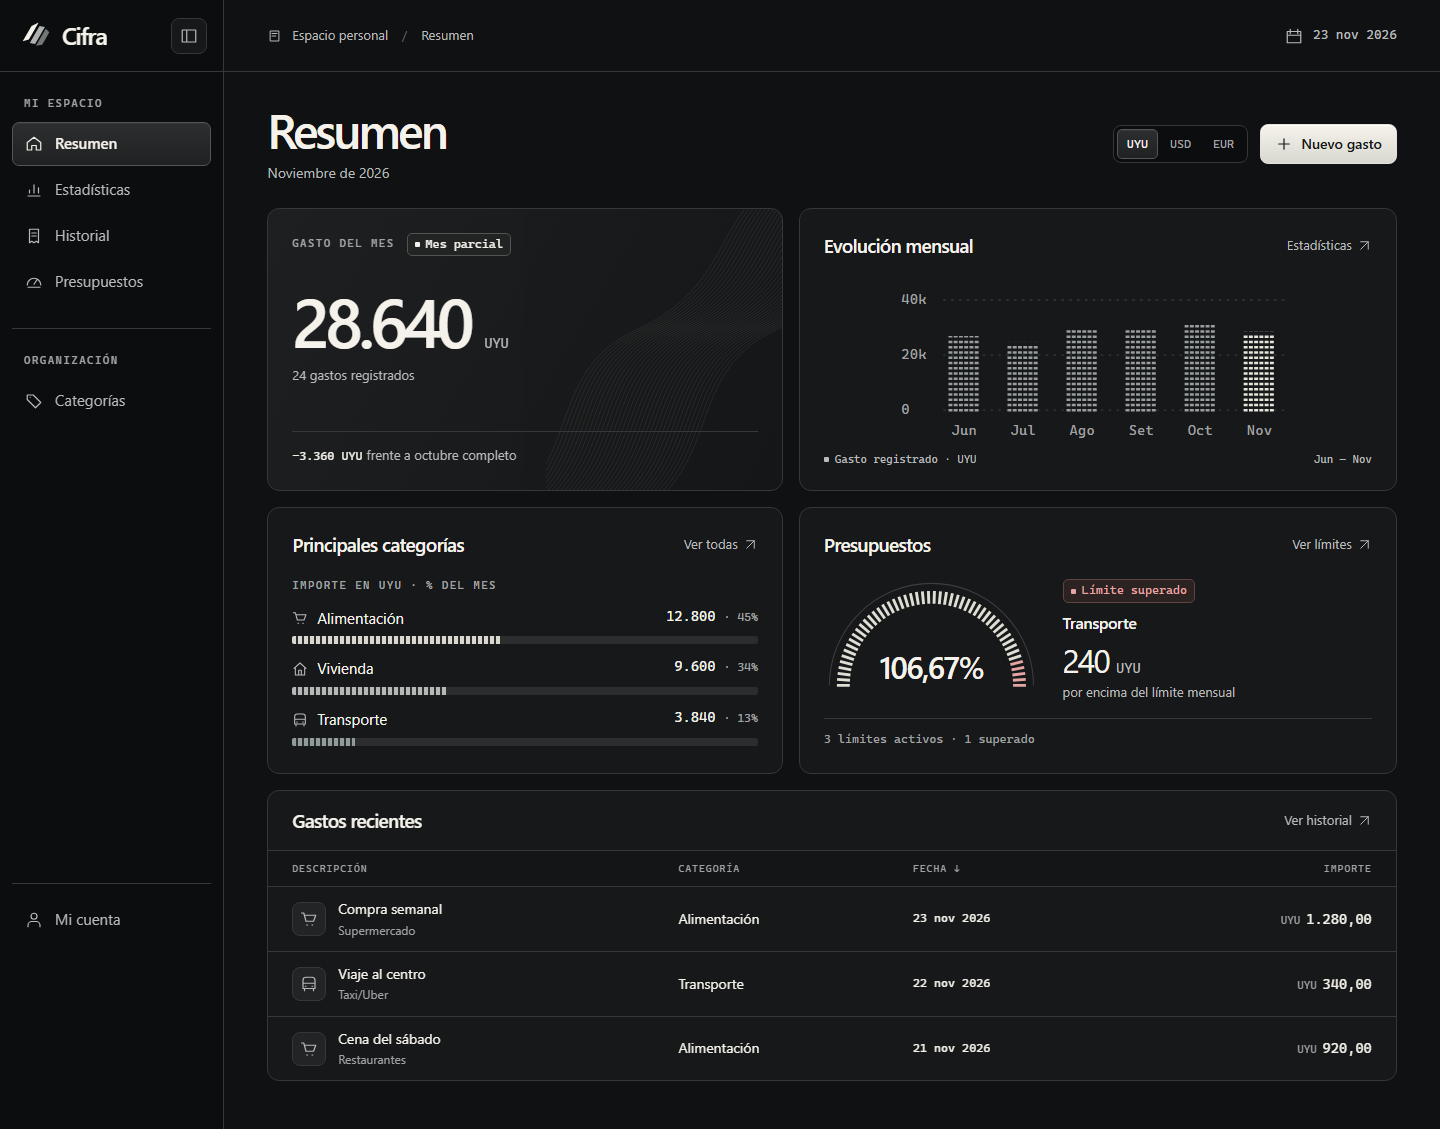 Cifra
Espacio personal / Resumen
23 nov 2026
MI ESPACIO
Resumen
Estadísticas
Historial
Presupuestos
ORGANIZACIÓN
Categorías
Mi cuenta
Resumen
Noviembre de 2026
UYU USD EUR
Nuevo gasto
GASTO DEL MES
Mes parcial
28.640 UYU
24 gastos registrados
−3.360 UYU frente a octubre completo
Evolución mensual
Estadísticas
40k
20k
0
Jun Jul Ago Set Oct Nov
Gasto registrado · UYU
Jun – Nov
Principales categorías
Ver todas
IMPORTE EN UYU · % DEL MES
Alimentación 12.800 · 45%
Vivienda 9.600 · 34%
Transporte 3.840 · 13%
Presupuestos
Ver límites
106,67%
Límite superado
Transporte
240 UYU
por encima del límite mensual
3 límites activos · 1 superado
Gastos recientes
Ver historial
DESCRIPCIÓN CATEGORÍA FECHA ↓ IMPORTE
Compra semanal
Supermercado
Alimentación
23 nov 2026
UYU 1.280,00
Viaje al centro
Taxi/Uber
Transporte
22 nov 2026
UYU 340,00
Cena del sábado
Restaurantes
Alimentación
21 nov 2026
UYU 920,00